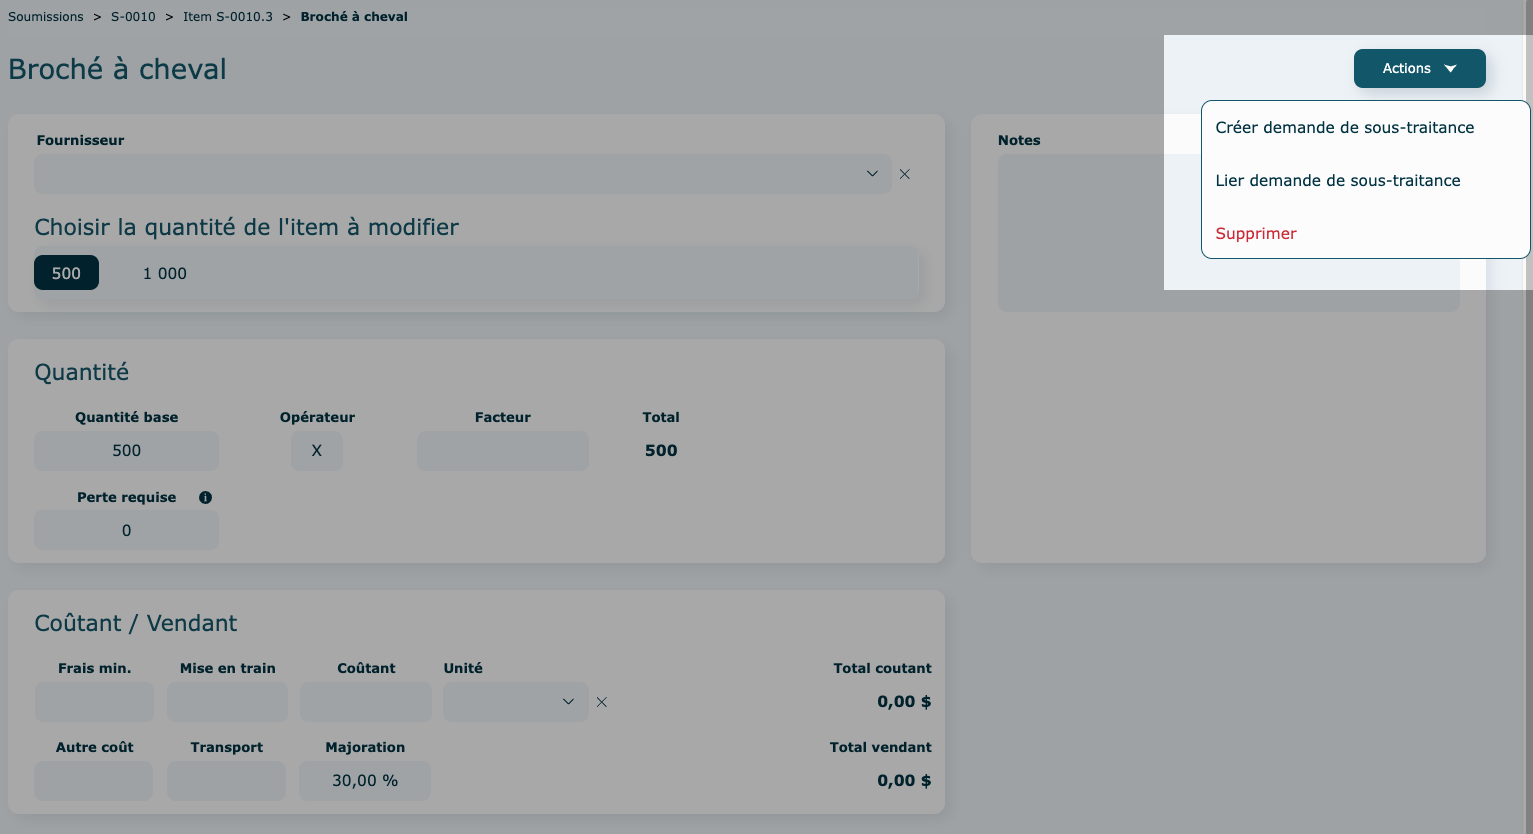 Soumissions > S-0010 > Item S-0010.3 > Broché à cheval
Broché à cheval
Actions
Créer demande de sous-traitance
Lier demande de sous-traitance
Supprimer
Fournisseur
Choisir la quantité de l'item à modifier
500 1 000
Notes
Quantité
Quantité base Opérateur Facteur Total
500 X 500
Perte requise
0
Coûtant / Vendant
Frais min. Mise en train Coûtant Unité Total coutant
0,00 $
Autre coût Transport Majoration Total vendant
30,00 % 0,00 $